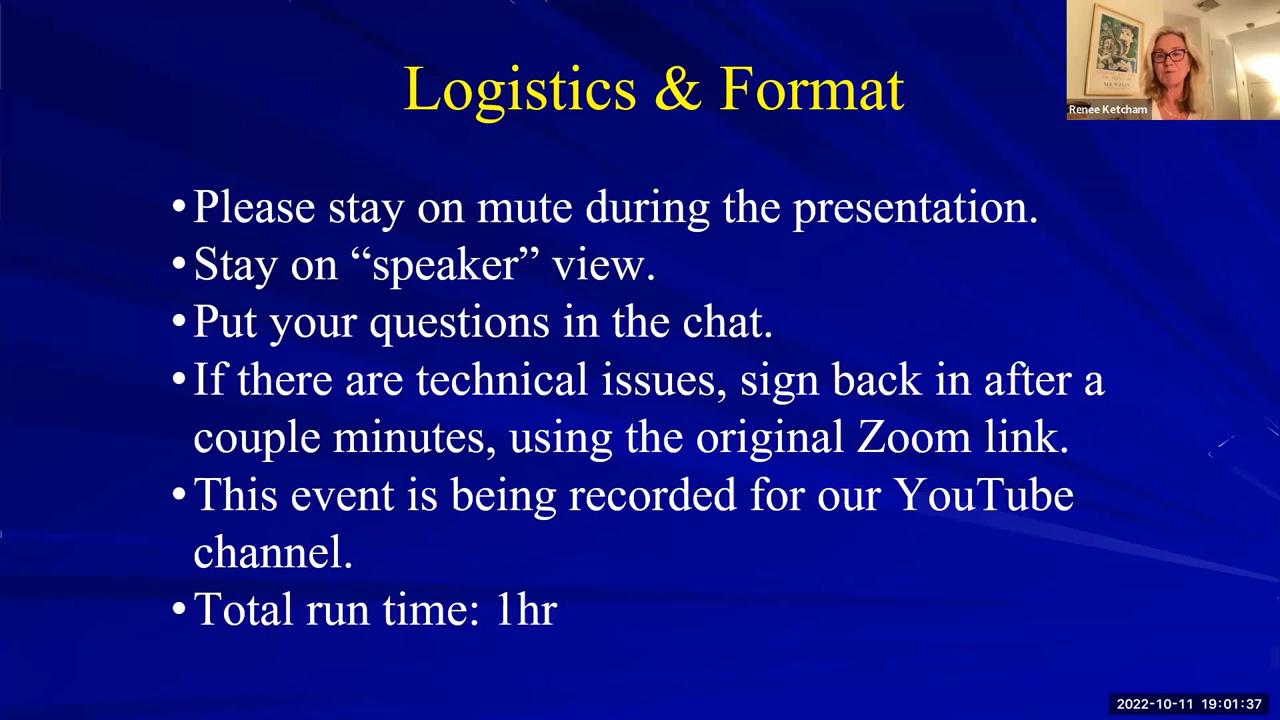 Logistics & Format
Renee Ketcham
•Please stay on mute during the presentation.
•Stay on “speaker” view.
•Put your questions in the chat.
•If there are technical issues, sign back in after a
couple minutes, using the original Zoom link.
•This event is being recorded for our YouTube
channel.
•Total run time: 1hr
2022-10-11 19:01:37